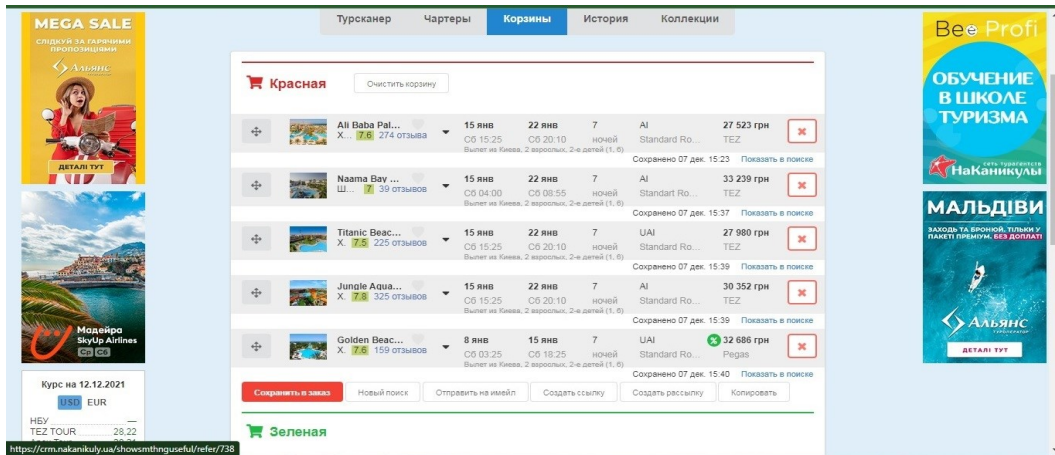 Турсканер Чартеры Корзины История Коллекции
MEGA SALE
СЛІДКУЙ ЗА ГАРЯЧИМИ
ПРОПОЗИЦІЯМИ
Альянс
ДЕТАЛІ ТУТ
Мадейра
SkyUp Airlines
Ср Сб
Курс на 12.12.2021
USD EUR
НБУ —
TEZ TOUR 28,22
Красная Очистить корзину
Ali Baba Pal... 15 янв 22 янв 7 AI 27 523 грн
Х... 7.6 274 отзыва Сб 15:25 Сб 20:10 ночей Standard Ro... TEZ
Вылет из Киева, 2 взрослых, 2-е детей (1, 6)
Сохранено 07 дек. 15:23 Показать в поиске
Naama Bay ... 15 янв 22 янв 7 AI 33 239 грн
Ш... 7 39 отзывов Сб 04:00 Сб 08:55 ночей Standart Ro... TEZ
Вылет из Киева, 2 взрослых, 2-е детей (1, 6)
Сохранено 07 дек. 15:37 Показать в поиске
Titanic Beac... 15 янв 22 янв 7 UAI 27 980 грн
Х. 7.5 225 отзывов Сб 15:25 Сб 20:10 ночей Standard Ro... TEZ
Вылет из Киева, 2 взрослых, 2-е детей (1, 6)
Сохранено 07 дек. 15:39 Показать в поиске
Jungle Aqua... 15 янв 22 янв 7 AI 30 352 грн
Х. 7.8 325 отзывов Сб 15:25 Сб 20:10 ночей Standard Ro... TEZ
Вылет из Киева, 2 взрослых, 2-е детей (1, 6)
Сохранено 07 дек. 15:39 Показать в поиске
Golden Beac... 8 янв 15 янв 7 UAI % 32 686 грн
Х. 7.6 159 отзывов Сб 03:25 Сб 18:25 ночей Standard Ro... Pegas
Вылет из Киева, 2 взрослых, 2-е детей (1, 6)
Сохранено 07 дек. 15:40 Показать в поиске
Сохранить в заказ Новый поиск Отправить на имейл Создать ссылку Создать рассылку Копировать
Зеленая
Bee Profi
ОБУЧЕНИЕ
В ШКОЛЕ
ТУРИЗМА
сеть турагентств
НаКаникулы
МАЛЬДІВИ
ЗАХОДЬ ТА БРОНЮЙ. ТІЛЬКИ У
ПАКЕТІ ПРЕМІУМ. БЕЗ ДОПЛАТ!
Альянс
ТУРОПЕРАТОР
ДЕТАЛІ ТУТ
https://crm.nakanikuly.ua/showsmthnguseful/refer/738